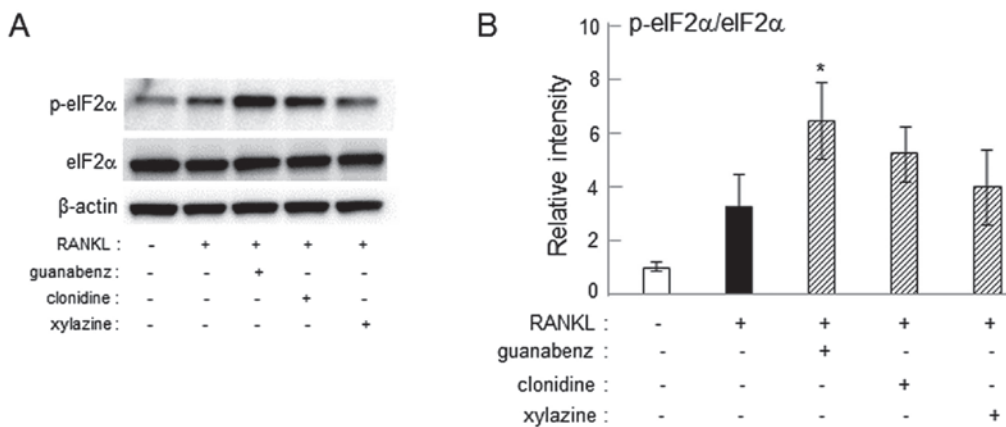 A
p-eIF2α
eIF2α
β-actin
RANKL : - + + + +
guanabenz : - - + - -
clonidine : - - - + -
xylazine : - - - - +
B
p-eIF2α/eIF2α
Relative intensity
10
8
6
4
2
0
*
RANKL : - + + + +
guanabenz : - - + - -
clonidine : - - - + -
xylazine : - - - - +